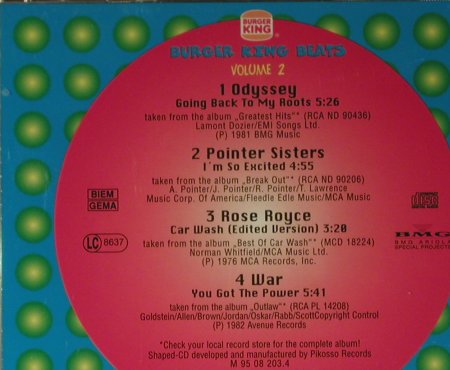 BURGER
KING
BURGER KING BEATS
VOLUME 2
1 Odyssey
Going Back To My Roots 5:26
taken from the album „Greatest Hits"* (RCA ND 90436)
Lamont Dozier/EMI Songs Ltd.
(P) 1981 BMG Music
2 Pointer Sisters
I´m So Excited 4:55
taken from the album „Break Out"* (RCA ND 90206)
A. Pointer/J. Pointer/R. Pointer/T. Lawrence
Music Corp. Of America/Fleedle Edle Music/MCA Music
BIEM
GEMA
3 Rose Royce
Car Wash (Edited Version) 3:20
taken from the album „Best Of Car Wash"* (MCD 18224)
Norman Whitfield/MCA Music Ltd.
(P) 1976 MCA Records, Inc.
LC 8637
BMG
BMG ARIOLA
SPECIAL PROJECTS
4 War
You Got The Power 5:41
taken from the album „Outlaw"* (RCA PL 14208)
Goldstein/Allen/Brown/Jordan/Oskar/Rabb/ScottCopyright Control
(P) 1982 Avenue Records
*Check your local record store for the complete album!
Shaped-CD developed and manufactured by Pikosso Records
M 95 08 203.4